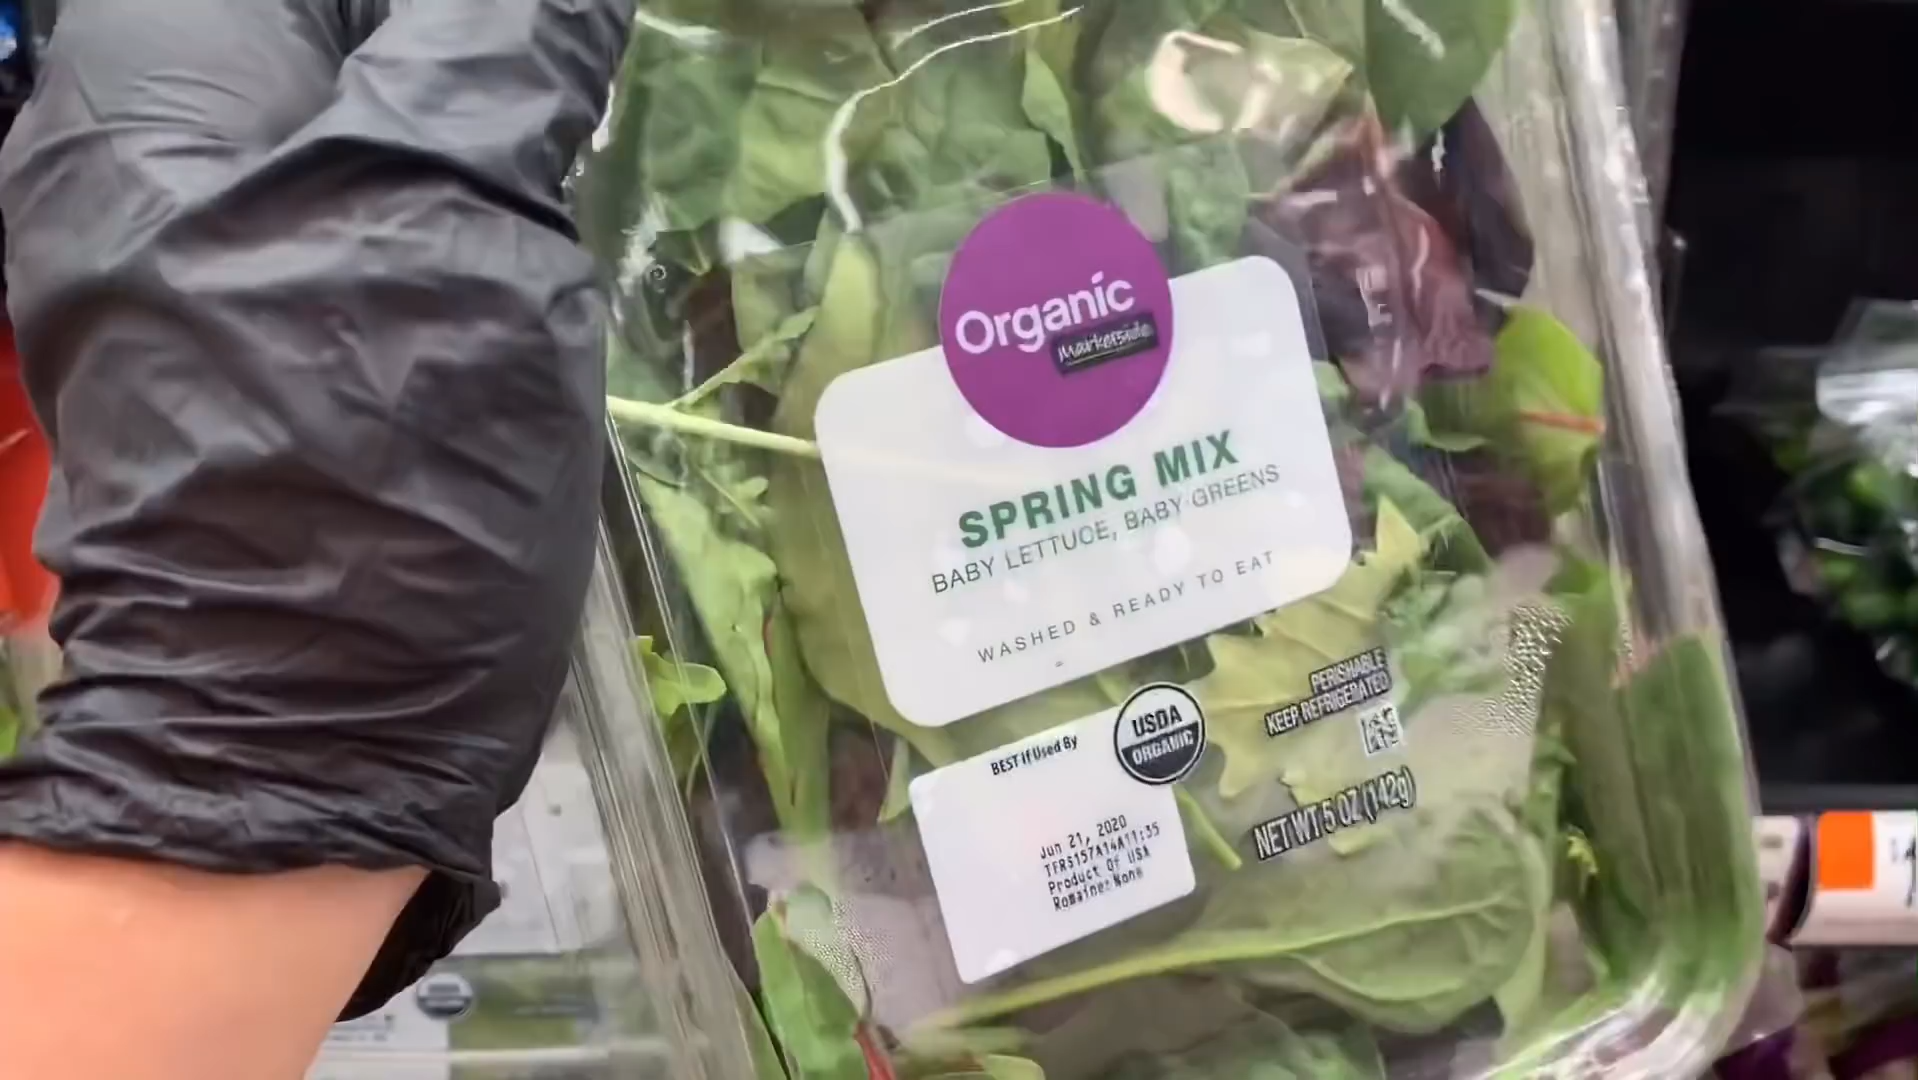 Organic
Marketside
SPRING MIX
BABY LETTUCE, BABY GREENS
WASHED & READY TO EAT
BEST if Used By
USDA
ORGANIC
Jun 21, 2020
TFRS157A14A11:35
Product Of USA
Romaine: None
PERISHABLE
KEEP REFRIGERATED
NET WT 5 OZ (142g)